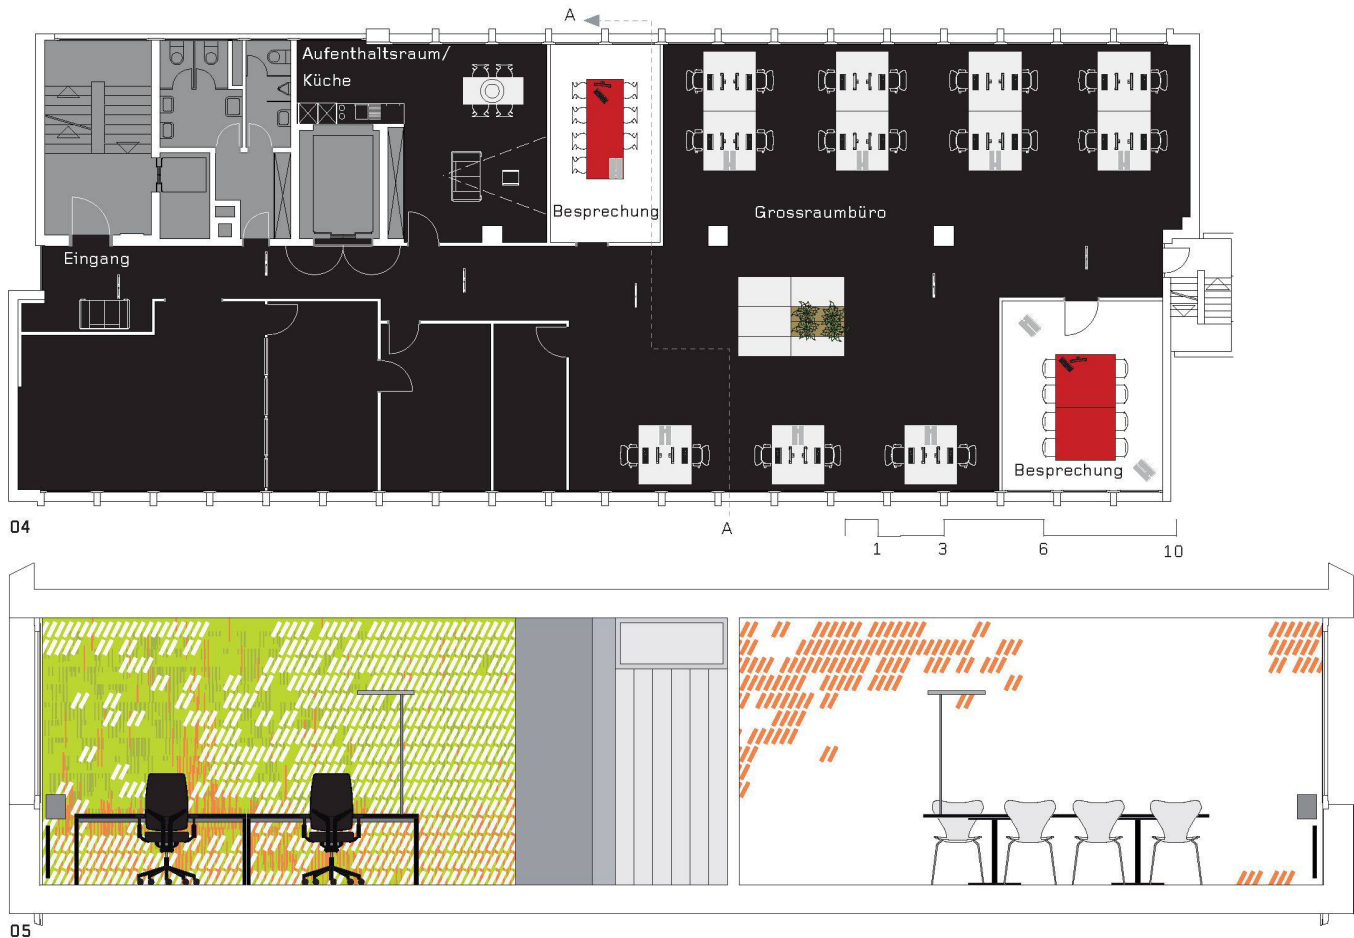 A
Aufenthaltsraum/
Küche
Besprechung
Grossraumbüro
Eingang
Besprechung
04
A
1 3 6 10
05